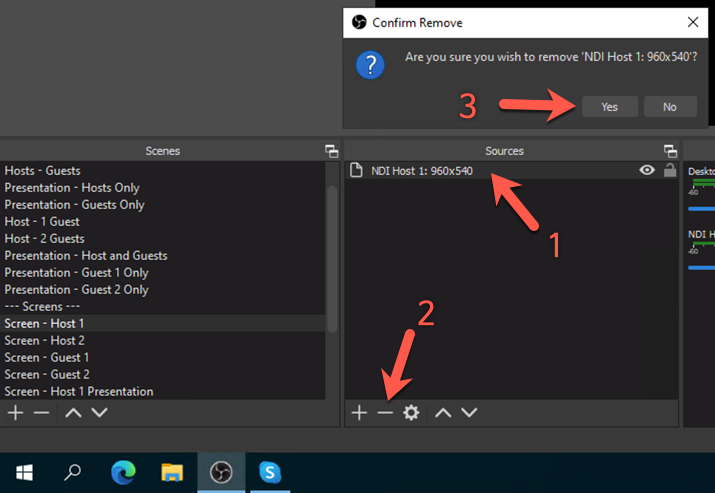 Confirm Remove
Are you sure you wish to remove 'NDI Host 1: 960x540'?
3
Yes
No
Scenes
Sources
Hosts - Guests
Presentation - Hosts Only
Presentation - Guests Only
Host - 1 Guest
Host - 2 Guests
Presentation - Host and Guests
Presentation - Guest 1 Only
Presentation - Guest 2 Only
--- Screens ---
Screen - Host 1
Screen - Host 2
Screen - Guest 1
Screen - Guest 2
Screen - Host 1 Presentation
NDI Host 1: 960x540
1
2
Deskto
-60
NDI H
-60